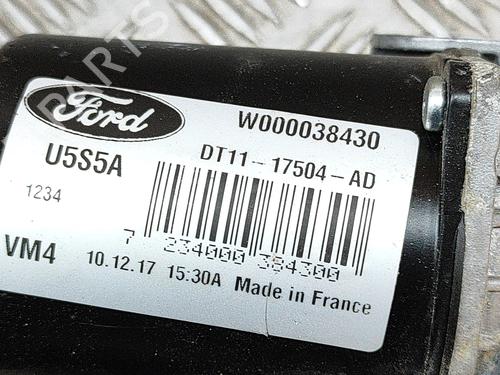 PARTS
Ford
W000038430
U5S5A
DT11-17504-AD
1234
7 234000 384300
VM4
10.12.17 15:30A Made in France